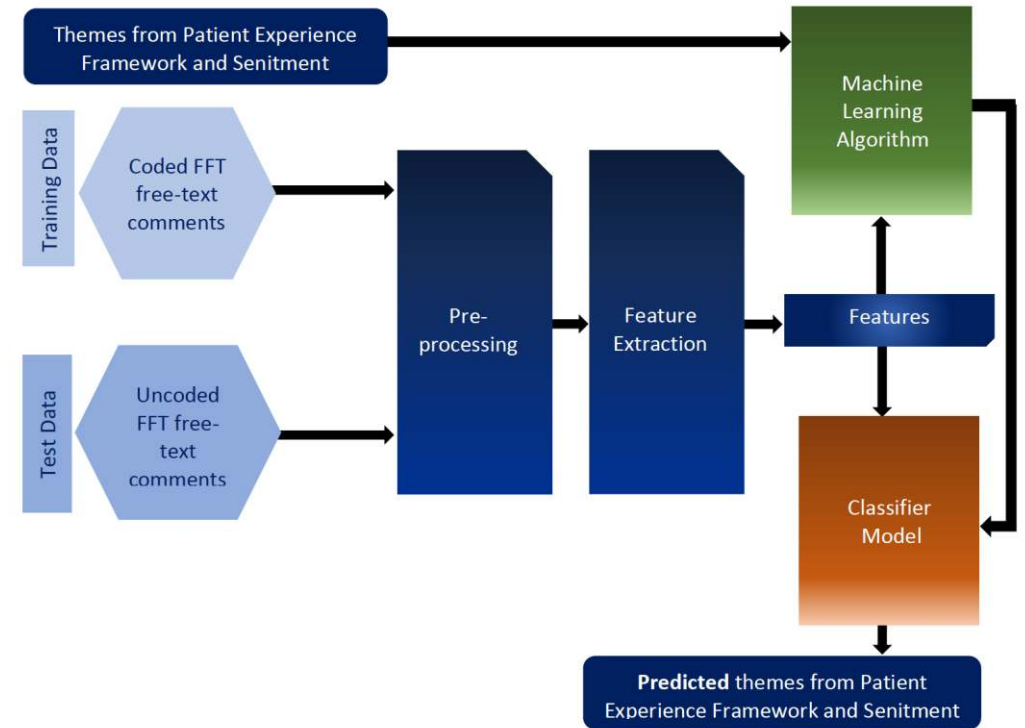 Themes from Patient Experience
Framework and Senitment
Machine
Learning
Algorithm
Training Data
Coded FFT
free-text
comments
Pre-
processing
Feature
Extraction
Features
Test Data
Uncoded
FFT free-
text
comments
Classifier
Model
Predicted themes from Patient
Experience Framework and Senitment